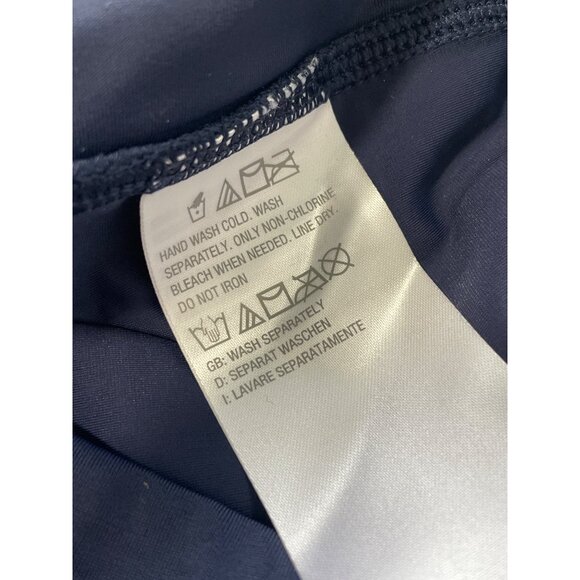 HAND WASH COLD. WASH
SEPARATELY. ONLY NON-CHLORINE
BLEACH WHEN NEEDED. LINE DRY.
DO NOT IRON
GB: WASH SEPARATELY
D: SEPARAT WASCHEN
I: LAVARE SEPARATAMENTE